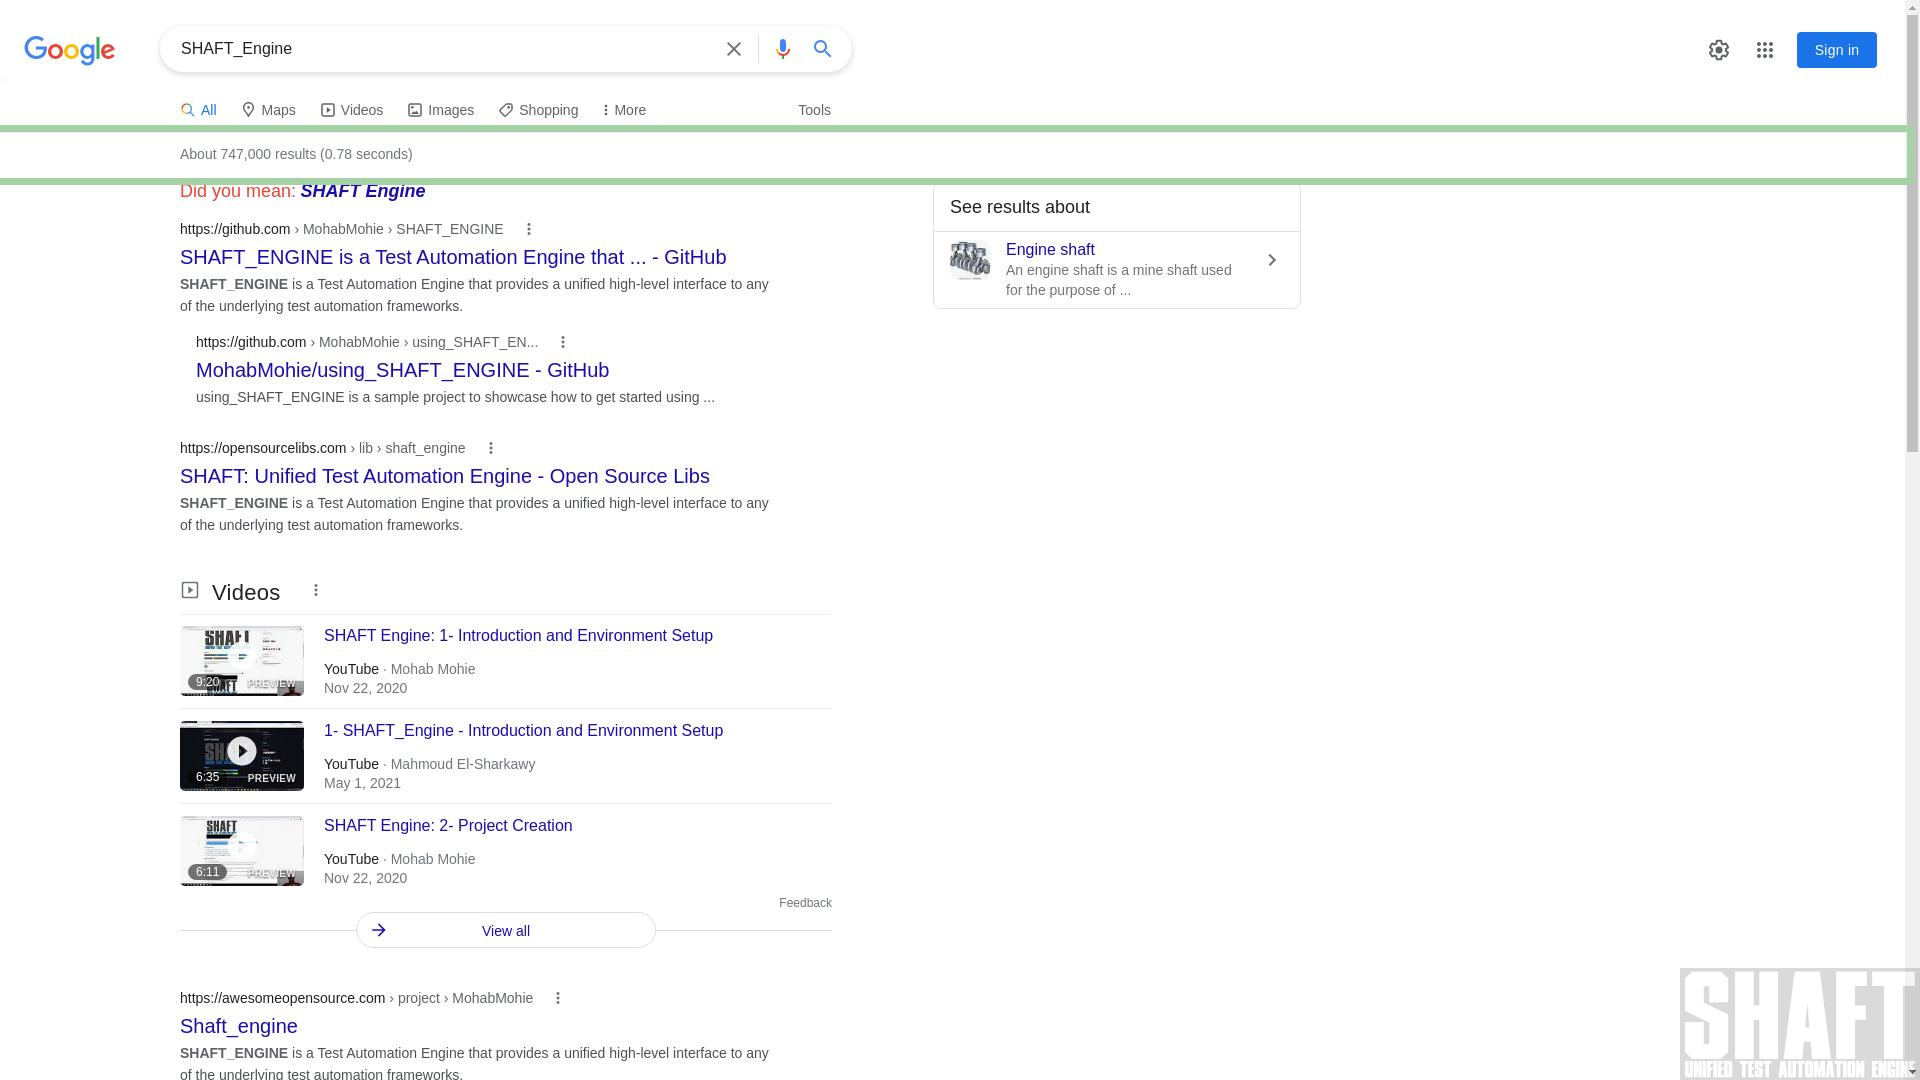 Google
SHAFT_Engine
Sign in
All
Maps
Videos
Images
Shopping
More
Tools
About 747,000 results (0.78 seconds)
Did you mean: SHAFT Engine
https://github.com › MohabMohie › SHAFT_ENGINE
SHAFT_ENGINE is a Test Automation Engine that ... - GitHub
SHAFT_ENGINE is a Test Automation Engine that provides a unified high-level interface to any
of the underlying test automation frameworks.
https://github.com › MohabMohie › using_SHAFT_EN...
MohabMohie/using_SHAFT_ENGINE - GitHub
using_SHAFT_ENGINE is a sample project to showcase how to get started using ...
https://opensourcelibs.com › lib › shaft_engine
SHAFT: Unified Test Automation Engine - Open Source Libs
SHAFT_ENGINE is a Test Automation Engine that provides a unified high-level interface to any
of the underlying test automation frameworks.
Videos
SHAFT
9:20
PREVIEW
SHAFT Engine: 1- Introduction and Environment Setup
YouTube · Mohab Mohie
Nov 22, 2020
SHAFT
6:35
PREVIEW
1- SHAFT_Engine - Introduction and Environment Setup
YouTube · Mahmoud El-Sharkawy
May 1, 2021
SHAFT
6:11
PREVIEW
SHAFT Engine: 2- Project Creation
YouTube · Mohab Mohie
Nov 22, 2020
Feedback
View all
https://awesomeopensource.com › project › MohabMohie
Shaft_engine
SHAFT_ENGINE is a Test Automation Engine that provides a unified high-level interface to any
of the underlying test automation frameworks.
See results about
Engine shaft
An engine shaft is a mine shaft used
for the purpose of ...
SHAFT
UNIFIED TEST AUTOMATION ENGINE